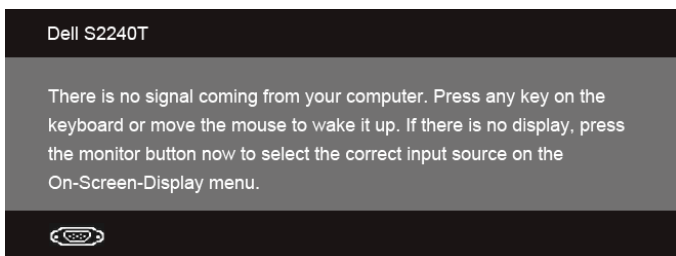 Dell S2240T
There is no signal coming from your computer. Press any key on the
keyboard or move the mouse to wake it up. If there is no display, press
the monitor button now to select the correct input source on the
On-Screen-Display menu.